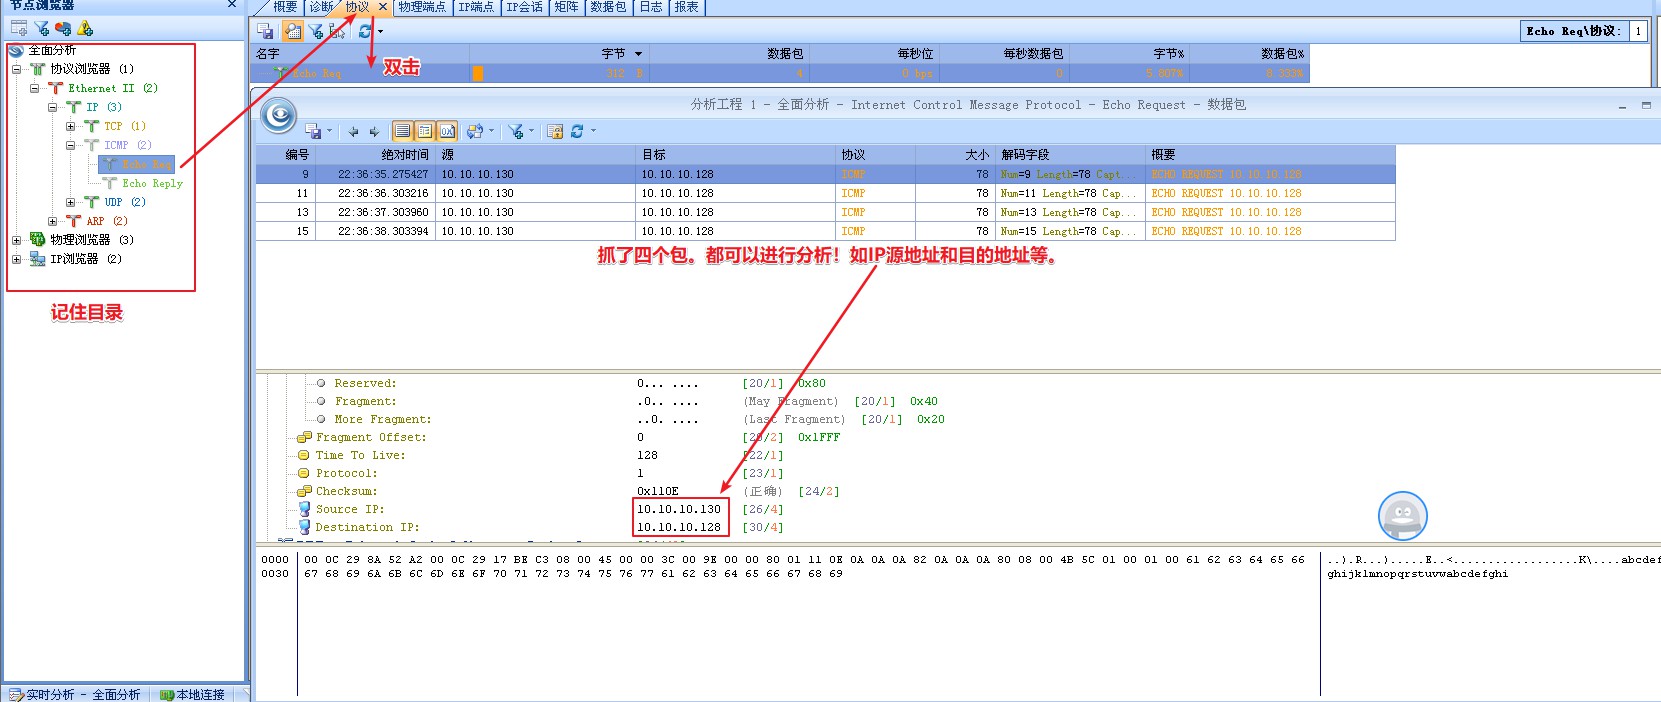 节点浏览器
概要 诊断 协议 物理端点 IP端点 IP会话 矩阵 数据包 日志 报表
Echo Req\协议: 1
全面分析
协议浏览器 (1)
Ethernet II (2)
IP (3)
TCP (1)
ICMP (2)
Echo Req
Echo Reply
UDP (2)
ARP (2)
物理浏览器 (3)
IP浏览器 (2)
记住目录
名字 字节 数据包 每秒位 每秒数据包 字节% 数据包%
Echo Req 312 B 4 0 bps 0 5.807% 8.333%
双击
分析工程 1 - 全面分析 - Internet Control Message Protocol - Echo Request - 数据包
编号 绝对时间 源 目标 协议 大小 解码字段 概要
9 22:36:35.275427 10.10.10.130 10.10.10.128 ICMP 78 Num=9 Length=78 Capt... ECHO REQUEST 10.10.10.128
11 22:36:36.303216 10.10.10.130 10.10.10.128 ICMP 78 Num=11 Length=78 Cap... ECHO REQUEST 10.10.10.128
13 22:36:37.303960 10.10.10.130 10.10.10.128 ICMP 78 Num=13 Length=78 Cap... ECHO REQUEST 10.10.10.128
15 22:36:38.303394 10.10.10.130 10.10.10.128 ICMP 78 Num=15 Length=78 Cap... ECHO REQUEST 10.10.10.128
抓了四个包。都可以进行分析！如IP源地址和目的地址等。
Reserved: 0... .... [20/1] 0x80
Fragment: .0.. .... (May Fragment) [20/1] 0x40
More Fragment: ..0. .... (Last Fragment) [20/1] 0x20
Fragment Offset: 0 [20/2] 0x1FFF
Time To Live: 128 [22/1]
Protocol: 1 [23/1]
Checksum: 0x110E (正确) [24/2]
Source IP: 10.10.10.130 [26/4]
Destination IP: 10.10.10.128 [30/4]
0000 00 0C 29 8A 52 A2 00 0C 29 17 BE C3 08 00 45 00 00 3C 00 9E 00 00 80 01 11 0E 0A 0A 0A 82 0A 0A 0A 80 08 00 4B 5C 01 00 01 00 61 62 63 64 65 66 ..).R...).....E..<..................K\....abcdef
0030 67 68 69 6A 6B 6C 6D 6E 6F 70 71 72 73 74 75 76 77 61 62 63 64 65 66 67 68 69 ghijklmnopqrstuvwabcdefghi
实时分析 - 全面分析 本地连接